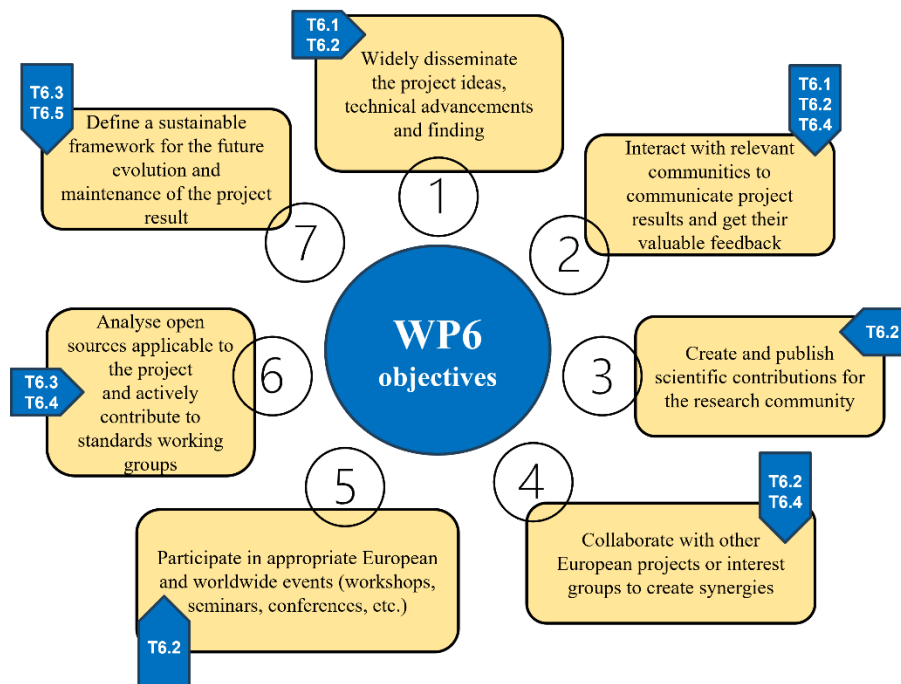 WP6
objectives
1
T6.1
T6.2
Widely disseminate
the project ideas,
technical advancements
and finding
2
T6.1
T6.2
T6.4
Interact with relevant
communities to
communicate project
results and get their
valuable feedback
3
T6.2
Create and publish
scientific contributions for
the research community
4
T6.2
T6.4
Collaborate with other
European projects or interest
groups to create synergies
5
Participate in appropriate European
and worldwide events (workshops,
seminars, conferences, etc.)
T6.2
6
T6.3
T6.4
Analyse open
sources applicable to
the project
and actively
contribute to
standards working
groups
7
T6.3
T6.5
Define a sustainable
framework for the future
evolution and
maintenance of the project
result